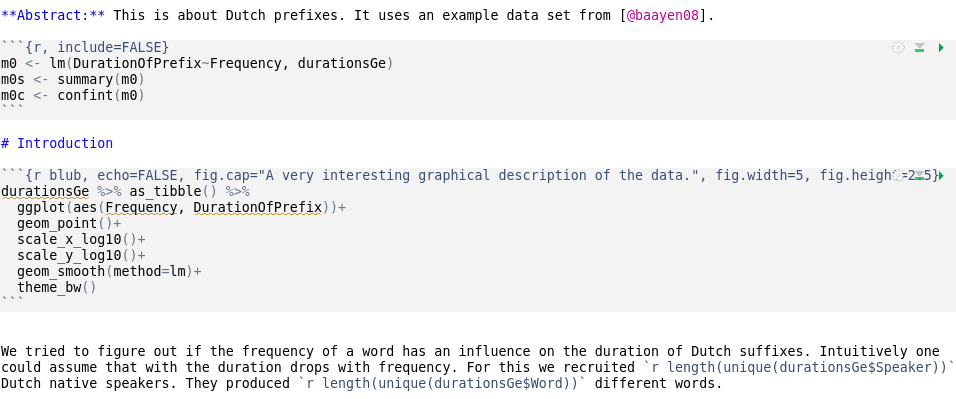 **Abstract:** This is about Dutch prefixes. It uses an example data set from [@baayen08].
```{r, include=FALSE}
m0 <- lm(DurationOfPrefix~Frequency, durationsGe)
m0s <- summary(m0)
m0c <- confint(m0)
```
# Introduction
```{r blub, echo=FALSE, fig.cap="A very interesting graphical description of the data.", fig.width=5, fig.height=2.5}
durationsGe %>% as_tibble() %>%
  ggplot(aes(Frequency, DurationOfPrefix))+
  geom_point()+
  scale_x_log10()+
  scale_y_log10()+
  geom_smooth(method=lm)+
  theme_bw()
```
We tried to figure out if the frequency of a word has an influence on the duration of Dutch suffixes. Intuitively one
could assume that with the duration drops with frequency. For this we recruited `r length(unique(durationsGe$Speaker))`
Dutch native speakers. They produced `r length(unique(durationsGe$Word))` different words.